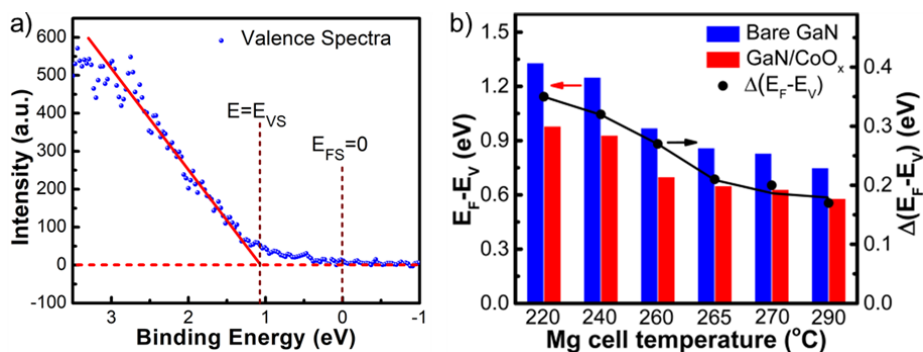 a)
600
500
400
300
200
100
0
-100
Intensity (a.u.)
Valence Spectra
E=E_VS
E_FS=0
3 2 1 0 -1
Binding Energy (eV)
b)
1.5
1.2
0.9
0.6
0.3
0.0
E_F-E_V (eV)
Bare GaN
GaN/CoO_x
Δ(E_F-E_V)
0.4
0.3
0.2
0.1
0.0
Δ(E_F-E_V) (eV)
220 240 260 265 270 290
Mg cell temperature (°C)